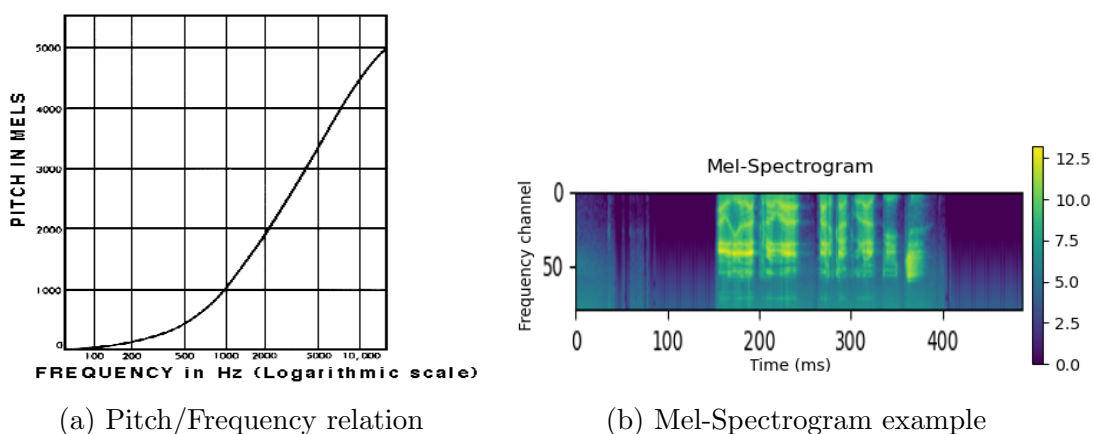 5000
4000
3000
2000
1000
0
PITCH IN MELS
100 200 500 1000 2000 5000 10,000
FREQUENCY in Hz (Logarithmic scale)
(a) Pitch/Frequency relation
Mel-Spectrogram
Frequency channel
0
50
0 100 200 300 400
Time (ms)
12.5
10.0
7.5
5.0
2.5
0.0
(b) Mel-Spectrogram example